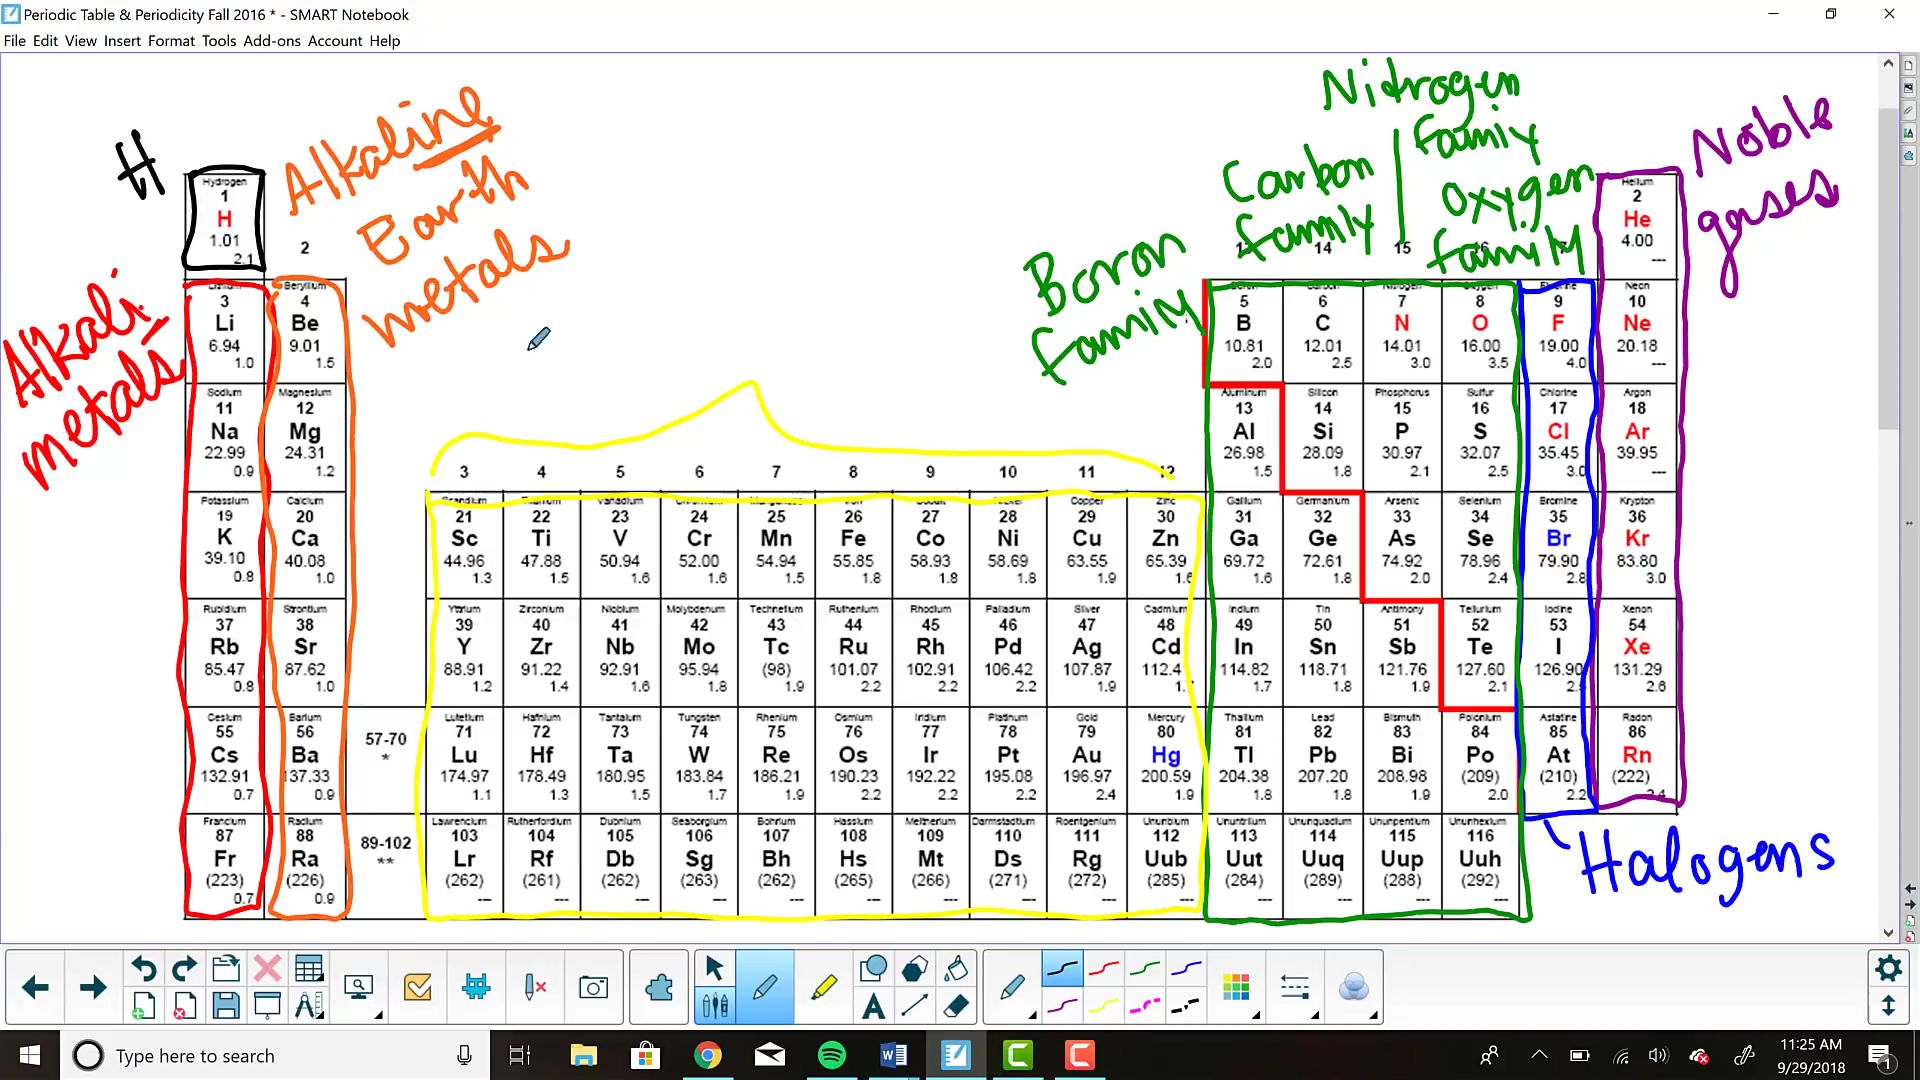 Periodic Table & Periodicity Fall 2016 * - SMART Notebook
File Edit View Insert Format Tools Add-ons Account Help
H
Alkaline
Earth
metals
Alkali
metals
Boron
family
Carbon
family
Nitrogen
family
Oxygen
family
Noble
gases
Halogens
2 14 15
3 4 5 6 7 8 9 10 11 12
Hydrogen
1
H
1.01
2.1
Helium
2
He
4.00
---
Beryllium Neon
3 4 5 6 7 8 9 10
Li Be B C N O F Ne
6.94 9.01 10.81 12.01 14.01 16.00 19.00 20.18
1.0 1.5 2.0 2.5 3.0 3.5 4.0 ---
Sodium Magnesium Aluminum Silicon Phosphorus Sulfur Chlorine Argon
11 12 13 14 15 16 17 18
Na Mg Al Si P S Cl Ar
22.99 24.31 26.98 28.09 30.97 32.07 35.45 39.95
0.9 1.2 1.5 1.8 2.1 2.5 3.0 ---
Potassium Calcium Copper Zinc Gallium Germanium Arsenic Selenium Bromine Krypton
19 20 21 22 23 24 25 26 27 28 29 30 31 32 33 34 35 36
K Ca Sc Ti V Cr Mn Fe Co Ni Cu Zn Ga Ge As Se Br Kr
39.10 40.08 44.96 47.88 50.94 52.00 54.94 55.85 58.93 58.69 63.55 65.39 69.72 72.61 74.92 78.96 79.90 83.80
0.8 1.0 1.3 1.5 1.6 1.6 1.5 1.8 1.8 1.8 1.9 1.6 1.6 1.8 2.0 2.4 2.8 3.0
Rubidium Strontium Yttrium Zirconium Niobium Molybdenum Technetium Ruthenium Rhodium Palladium Silver Cadmium Indium Tin Antimony Tellurium Iodine Xenon
37 38 39 40 41 42 43 44 45 46 47 48 49 50 51 52 53 54
Rb Sr Y Zr Nb Mo Tc Ru Rh Pd Ag Cd In Sn Sb Te I Xe
85.47 87.62 88.91 91.22 92.91 95.94 (98) 101.07 102.91 106.42 107.87 112.4 114.82 118.71 121.76 127.60 126.90 131.29
0.8 1.0 1.2 1.4 1.6 1.8 1.9 2.2 2.2 2.2 1.9 1.7 1.7 1.8 1.9 2.1 2.6
Cesium Barium Lutetium Hafnium Tantalum Tungsten Rhenium Osmium Iridium Platinum Gold Mercury Thallium Lead Bismuth Polonium Astatine Radon
55 56 57-70 71 72 73 74 75 76 77 78 79 80 81 82 83 84 85 86
Cs Ba * Lu Hf Ta W Re Os Ir Pt Au Hg Tl Pb Bi Po At Rn
132.91 137.33 174.97 178.49 180.95 183.84 186.21 190.23 192.22 195.08 196.97 200.59 204.38 207.20 208.98 (209) (210) (222)
0.7 0.9 1.1 1.3 1.5 1.7 1.9 2.2 2.2 2.2 2.4 1.9 1.8 1.8 1.9 2.0 2.2 2.4
Francium Radium Lawrencium Rutherfordium Dubnium Seaborgium Bohrium Hassium Meitnerium Darmstadtium Roentgenium Ununbium Ununtrium Ununquadium Ununpentium Ununhexium
87 88 89-102 103 104 105 106 107 108 109 110 111 112 113 114 115 116
Fr Ra ** Lr Rf Db Sg Bh Hs Mt Ds Rg Uub Uut Uuq Uup Uuh
(223) (226) (262) (261) (262) (263) (262) (265) (266) (271) (272) (285) (284) (289) (288) (292)
0.7 0.9 --- --- --- --- --- --- --- --- --- --- --- --- --- ---
Type here to search
11:25 AM
9/29/2018
1